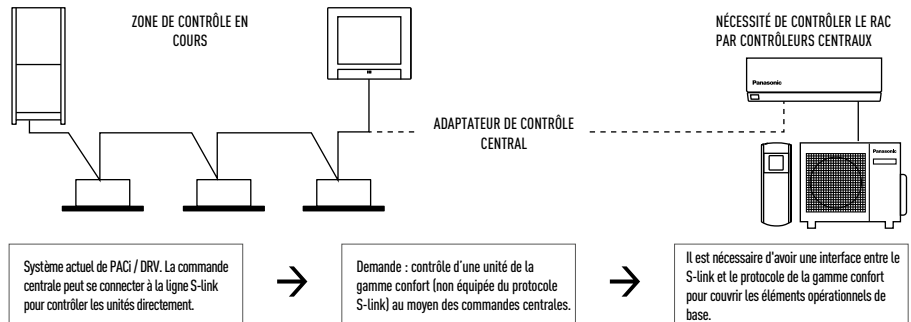 ZONE DE CONTRÔLE EN
COURS
NÉCESSITÉ DE CONTRÔLER LE RAC
PAR CONTRÔLEURS CENTRAUX
Panasonic
ADAPTATEUR DE CONTRÔLE
CENTRAL
Panasonic
Système actuel de PACi / DRV. La commande
centrale peut se connecter à la ligne S-link
pour contrôler les unités directement.
Demande : contrôle d'une unité de la
gamme confort (non équipée du protocole
S-link) au moyen des commandes centrales.
Il est nécessaire d'avoir une interface entre le
S-link et le protocole de la gamme confort
pour couvrir les éléments opérationnels de
base.